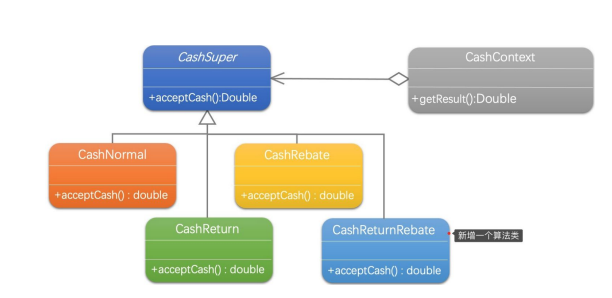 CashSuper
+acceptCash():Double
CashContext
+getResult():Double
CashNormal
+acceptCash() : double
CashRebate
+acceptCash() : double
CashReturn
+acceptCash() : double
CashReturnRebate
+acceptCash() : double
新增一个算法类